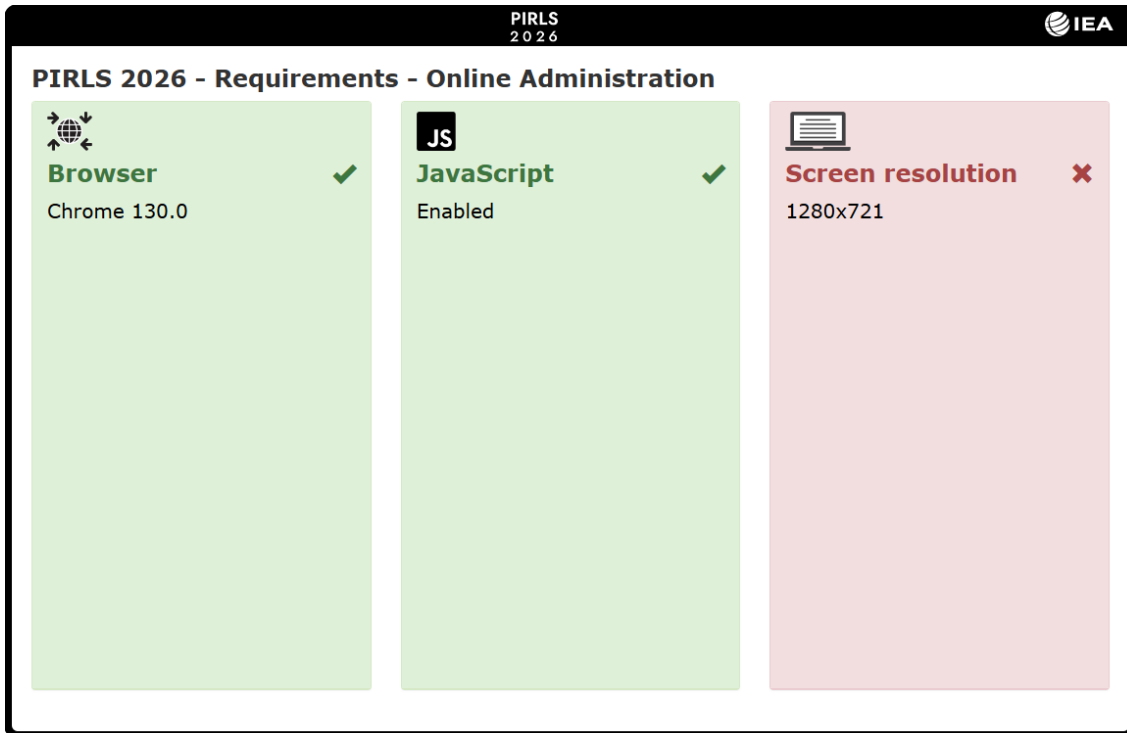 PIRLS
2026
IEA
PIRLS 2026 - Requirements - Online Administration
Browser
Chrome 130.0
JS
JavaScript
Enabled
Screen resolution
1280x721